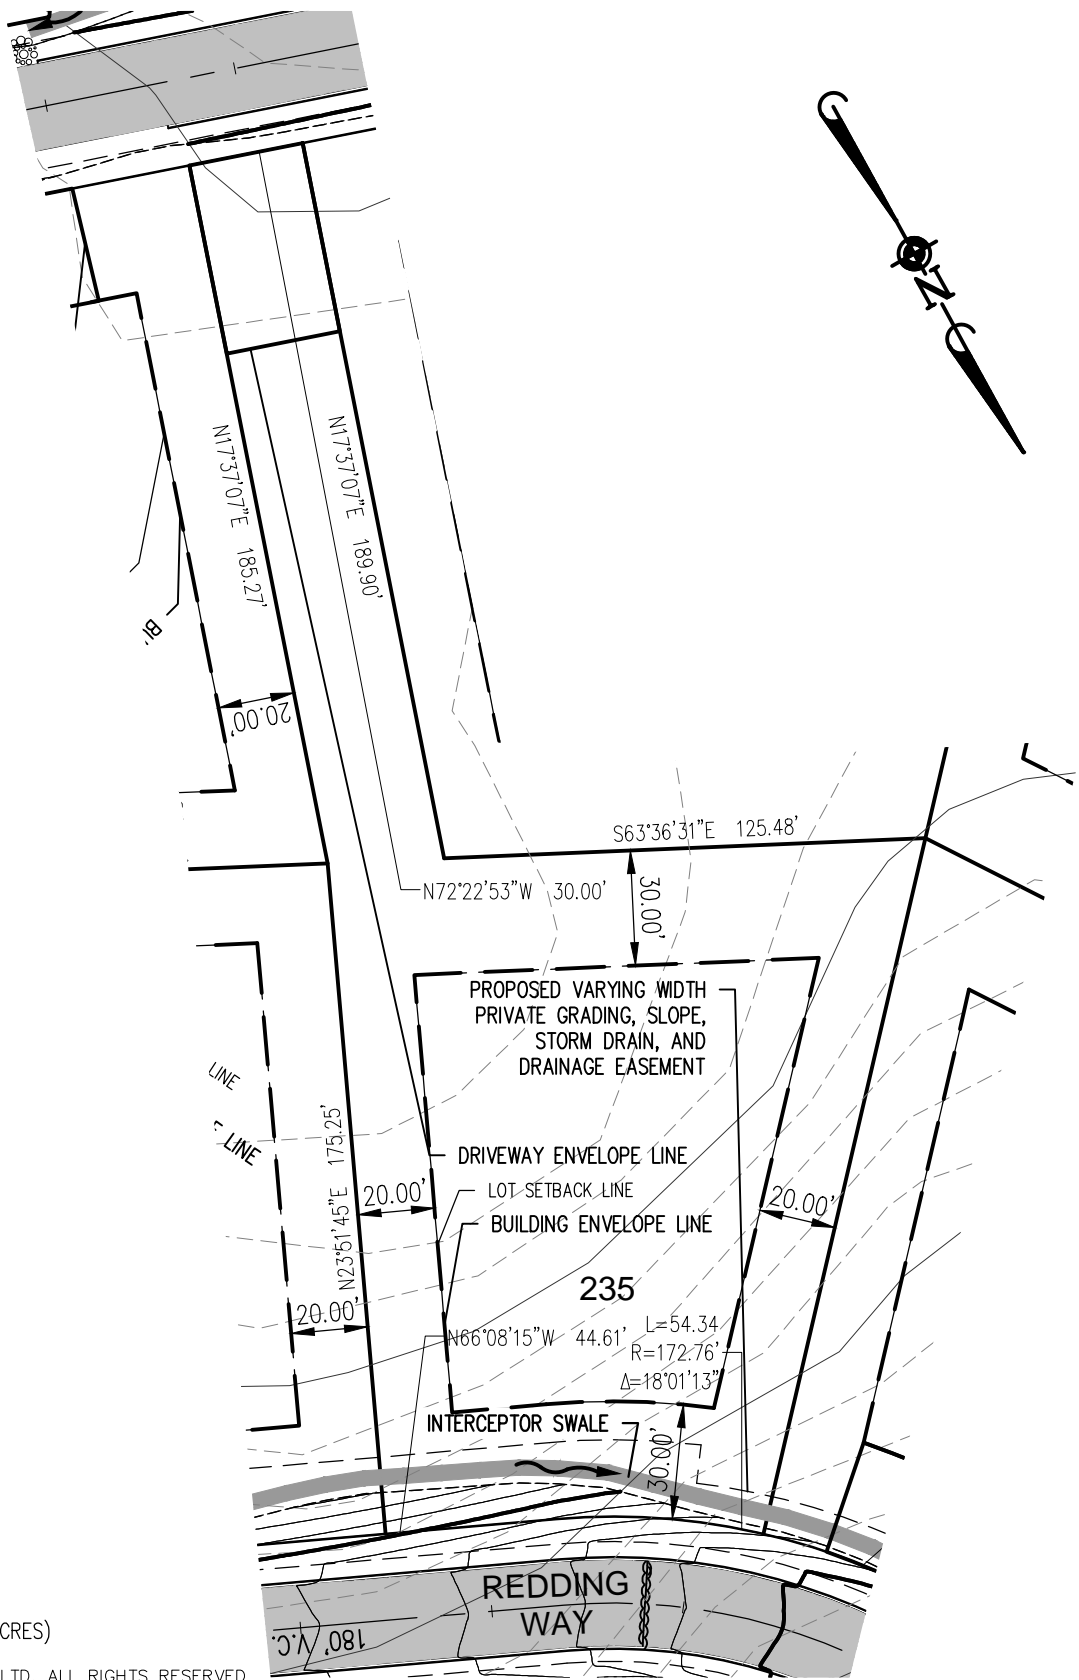 N
N17°37'07"E 185.27'
N17°37'07"E 189.90'
20.00'
S63°36'31"E 125.48'
N72°22'53"W 30.00'
30.00'
PROPOSED VARYING WIDTH
PRIVATE GRADING, SLOPE,
STORM DRAIN, AND
DRAINAGE EASEMENT
LINE
LINE
N23°51'45"E 175.25'
DRIVEWAY ENVELOPE LINE
LOT SETBACK LINE
20.00'
20.00'
BUILDING ENVELOPE LINE
235
20.00'
N66°08'15"W 44.61'
L=54.34
R=172.76'
Δ=18°01'13"
INTERCEPTOR SWALE
30.00'
REDDING
WAY
180' V.C.
CRES)
LTD. ALL RIGHTS RESERVED